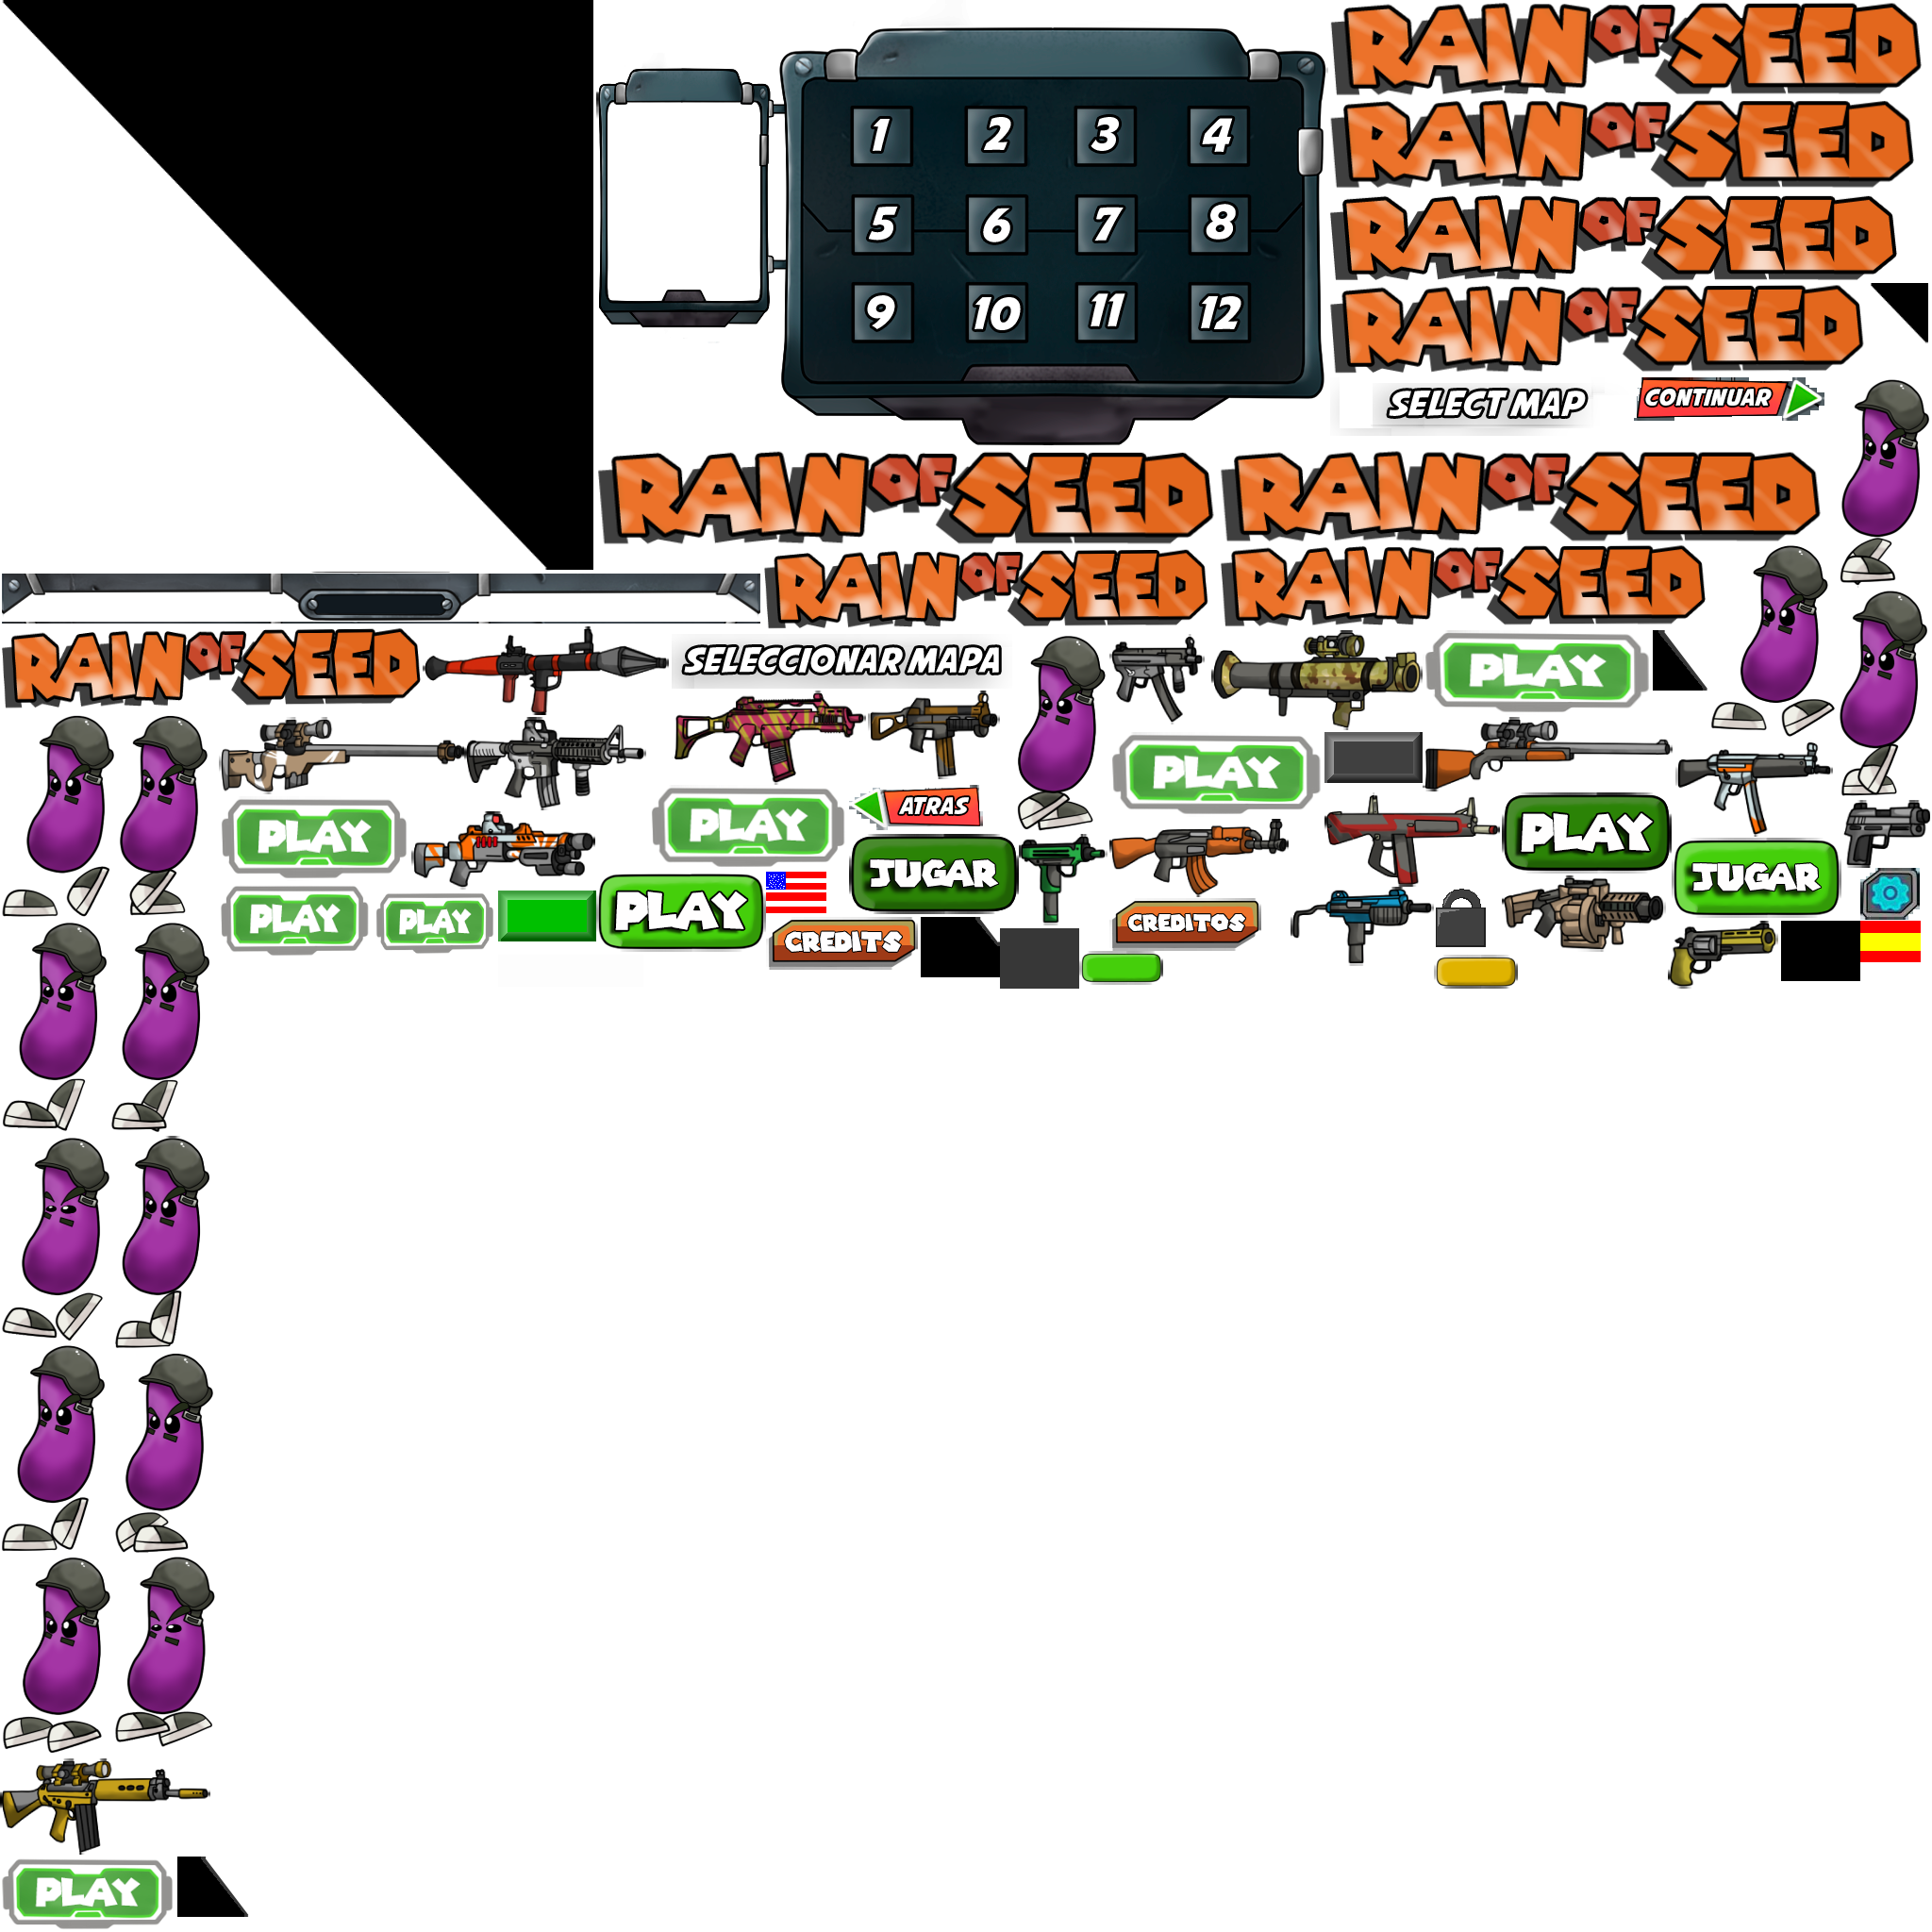 RAIN OF SEED
1 2 3 4
RAIN OF SEED
5 6 7 8
RAIN OF SEED
9 10 11 12
RAIN OF SEED
SELECT MAP
CONTINUAR
RAIN OF SEED
RAIN OF SEED
RAIN OF SEED
RAIN OF SEED
RAIN OF SEED
SELECCIONAR MAPA
PLAY
PLAY
PLAY
PLAY
ATRAS
PLAY
JUGAR
JUGAR
PLAY
PLAY
PLAY
CREDITS
CREDITOS
PLAY